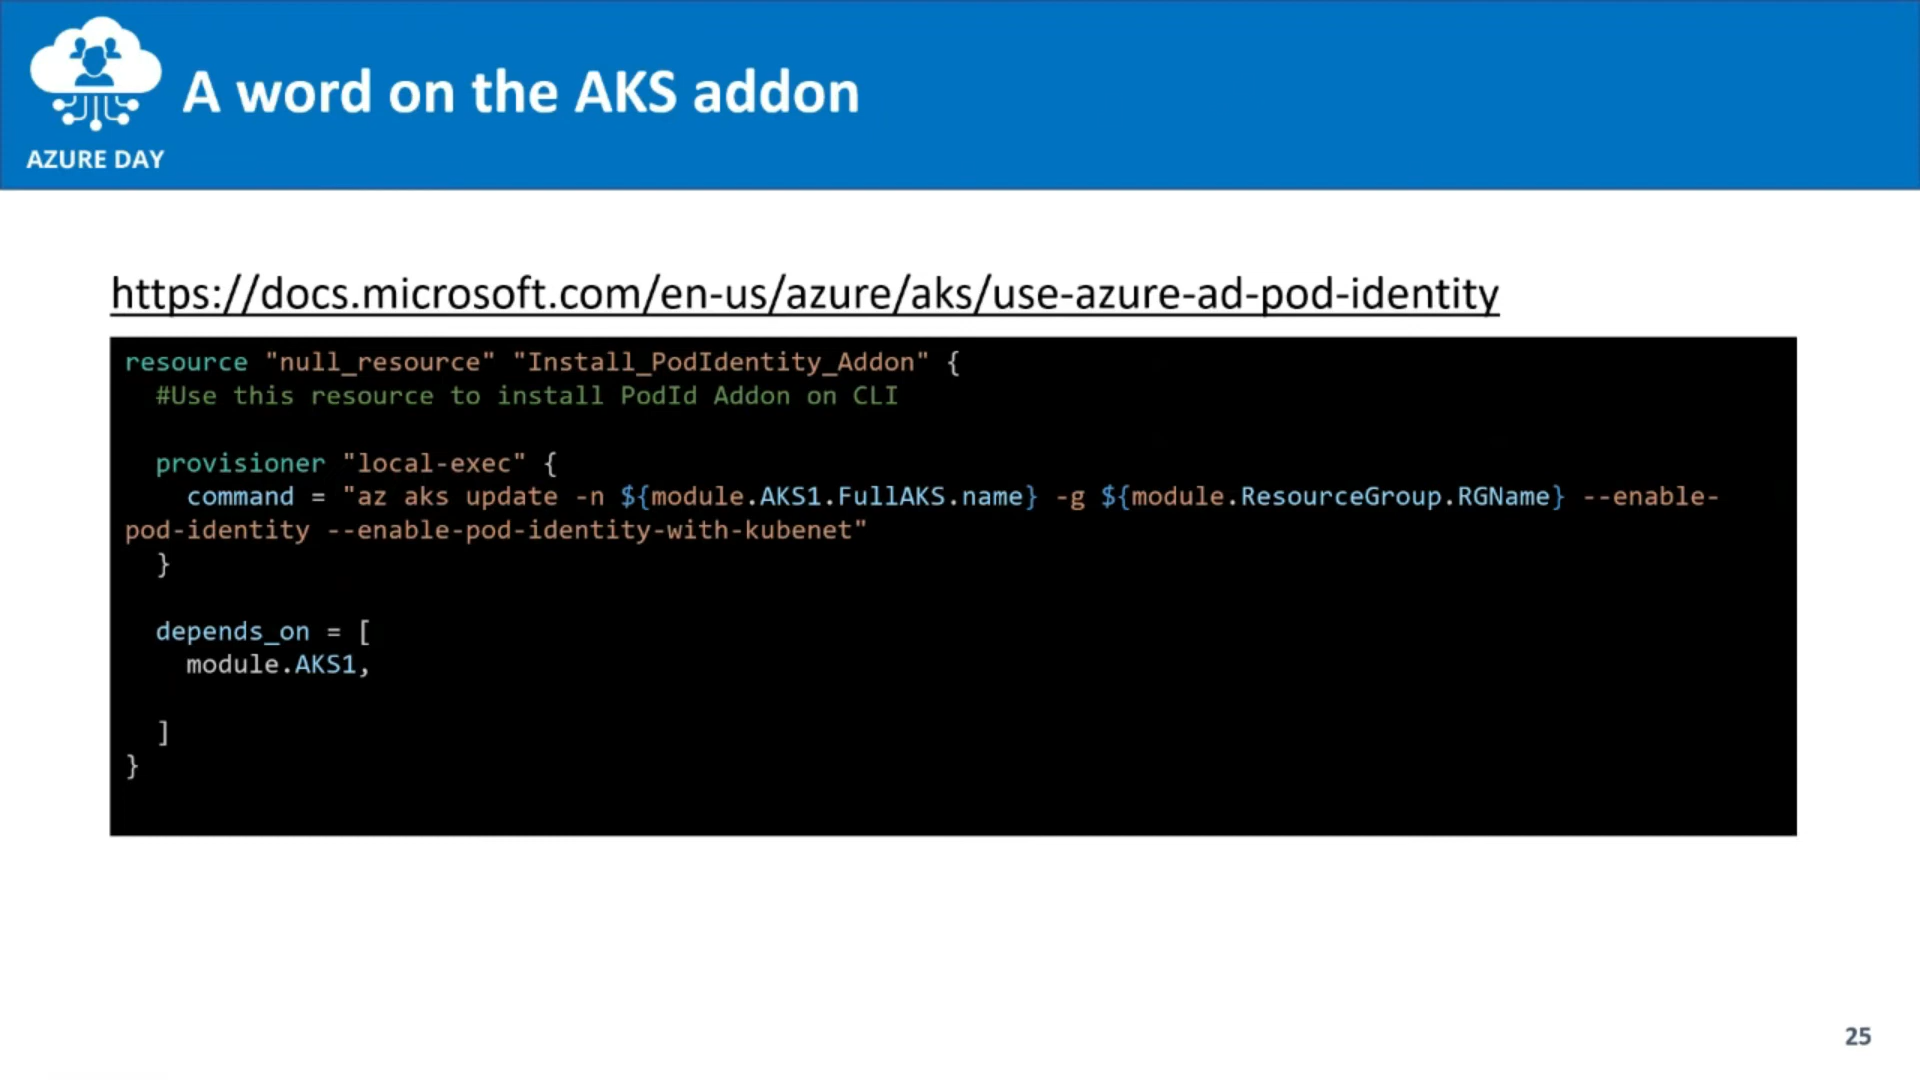 A word on the AKS addon
AZURE DAY
https://docs.microsoft.com/en-us/azure/aks/use-azure-ad-pod-identity
resource "null_resource" "Install_PodIdentity_Addon" {
  #Use this resource to install PodId Addon on CLI
  provisioner "local-exec" {
    command = "az aks update -n ${module.AKS1.FullAKS.name} -g ${module.ResourceGroup.RGName} --enable-
pod-identity --enable-pod-identity-with-kubenet"
  }
  depends_on = [
    module.AKS1,
  ]
}
25